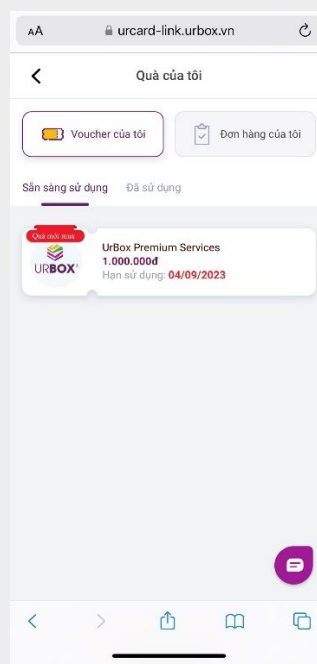 AA
urcard-link.urbox.vn
Quà của tôi
Voucher của tôi
Đơn hàng của tôi
Sẵn sàng sử dụng
Đã sử dụng
Quà mới mua
URBOX
UrBox Premium Services
1.000.000đ
Hạn sử dụng: 04/09/2023